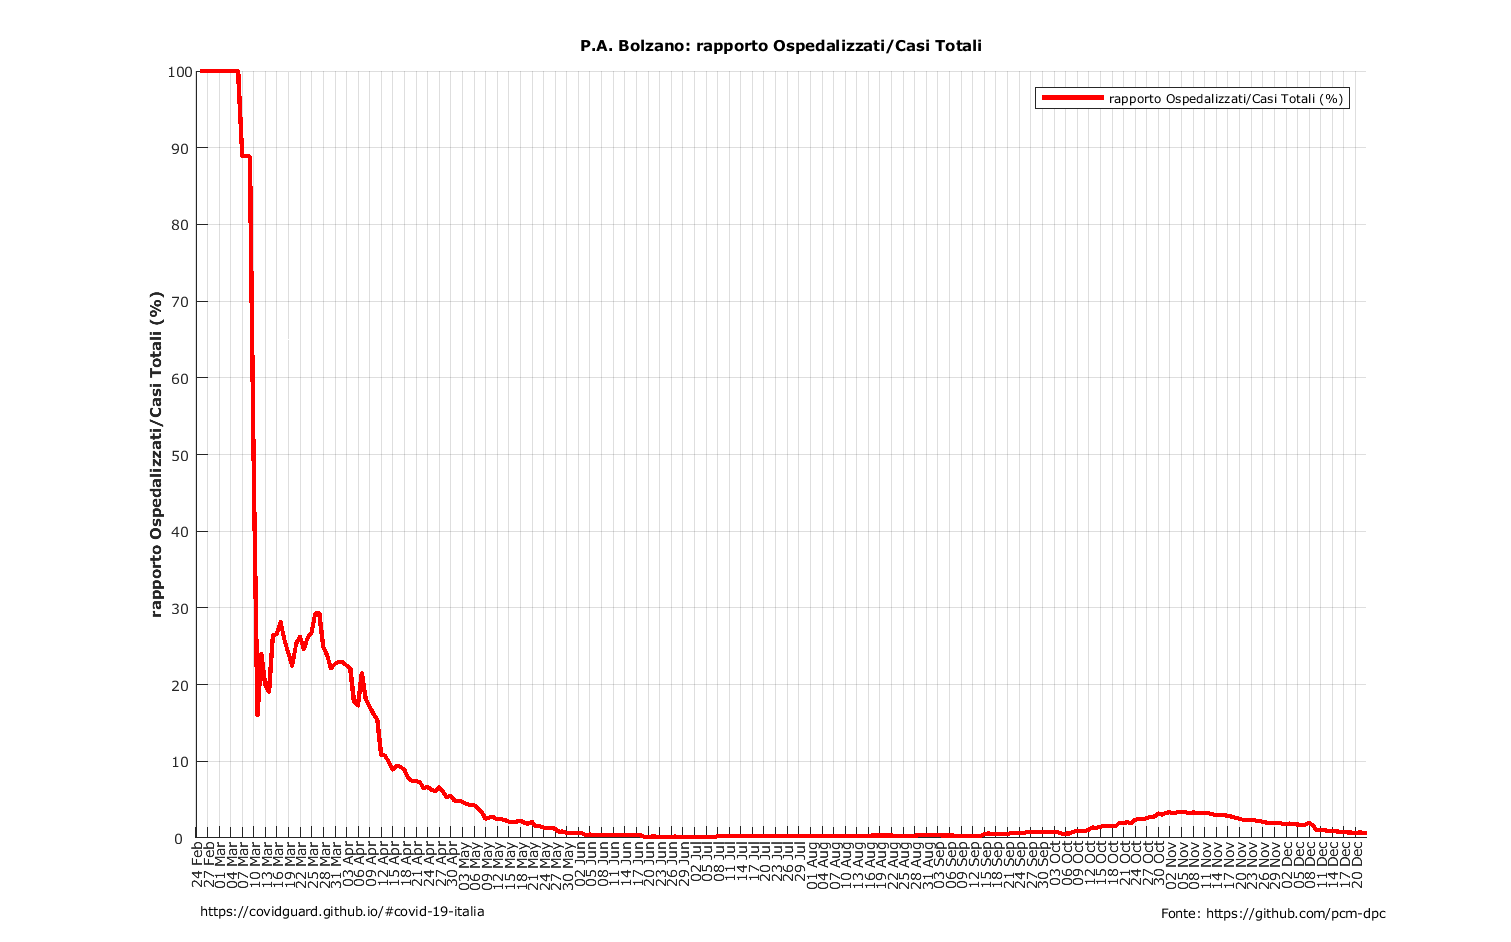 P.A. Bolzano: rapporto Ospedalizzati/Casi Totali
rapporto Ospedalizzati/Casi Totali (%)
rapporto Ospedalizzati/Casi Totali (%)
100
90
80
70
60
50
40
30
20
10
0
24 Feb
27 Feb
01 Mar
04 Mar
07 Mar
10 Mar
13 Mar
16 Mar
19 Mar
22 Mar
25 Mar
28 Mar
31 Mar
03 Apr
06 Apr
09 Apr
12 Apr
15 Apr
18 Apr
21 Apr
24 Apr
27 Apr
30 Apr
03 May
06 May
09 May
12 May
15 May
18 May
21 May
24 May
27 May
30 May
02 Jun
05 Jun
08 Jun
11 Jun
14 Jun
17 Jun
20 Jun
23 Jun
26 Jun
29 Jun
02 Jul
05 Jul
08 Jul
11 Jul
14 Jul
17 Jul
20 Jul
23 Jul
26 Jul
29 Jul
01 Aug
04 Aug
07 Aug
10 Aug
13 Aug
16 Aug
19 Aug
22 Aug
25 Aug
28 Aug
31 Aug
03 Sep
06 Sep
09 Sep
12 Sep
15 Sep
18 Sep
21 Sep
24 Sep
27 Sep
30 Sep
03 Oct
06 Oct
09 Oct
12 Oct
15 Oct
18 Oct
21 Oct
24 Oct
27 Oct
30 Oct
02 Nov
05 Nov
08 Nov
11 Nov
14 Nov
17 Nov
20 Nov
23 Nov
26 Nov
29 Nov
02 Dec
05 Dec
08 Dec
11 Dec
14 Dec
17 Dec
20 Dec
https://covidguard.github.io/#covid-19-italia
Fonte: https://github.com/pcm-dpc